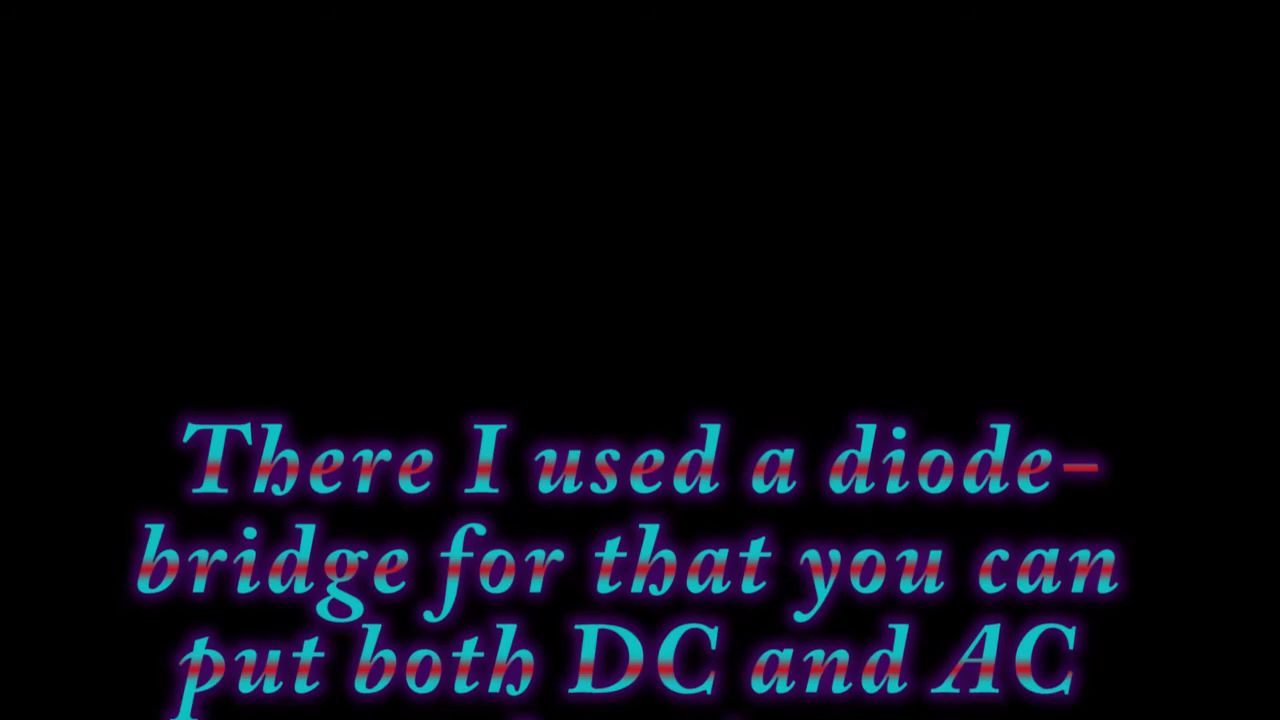 There I used a diode-
bridge for that you can
put both DC and AC